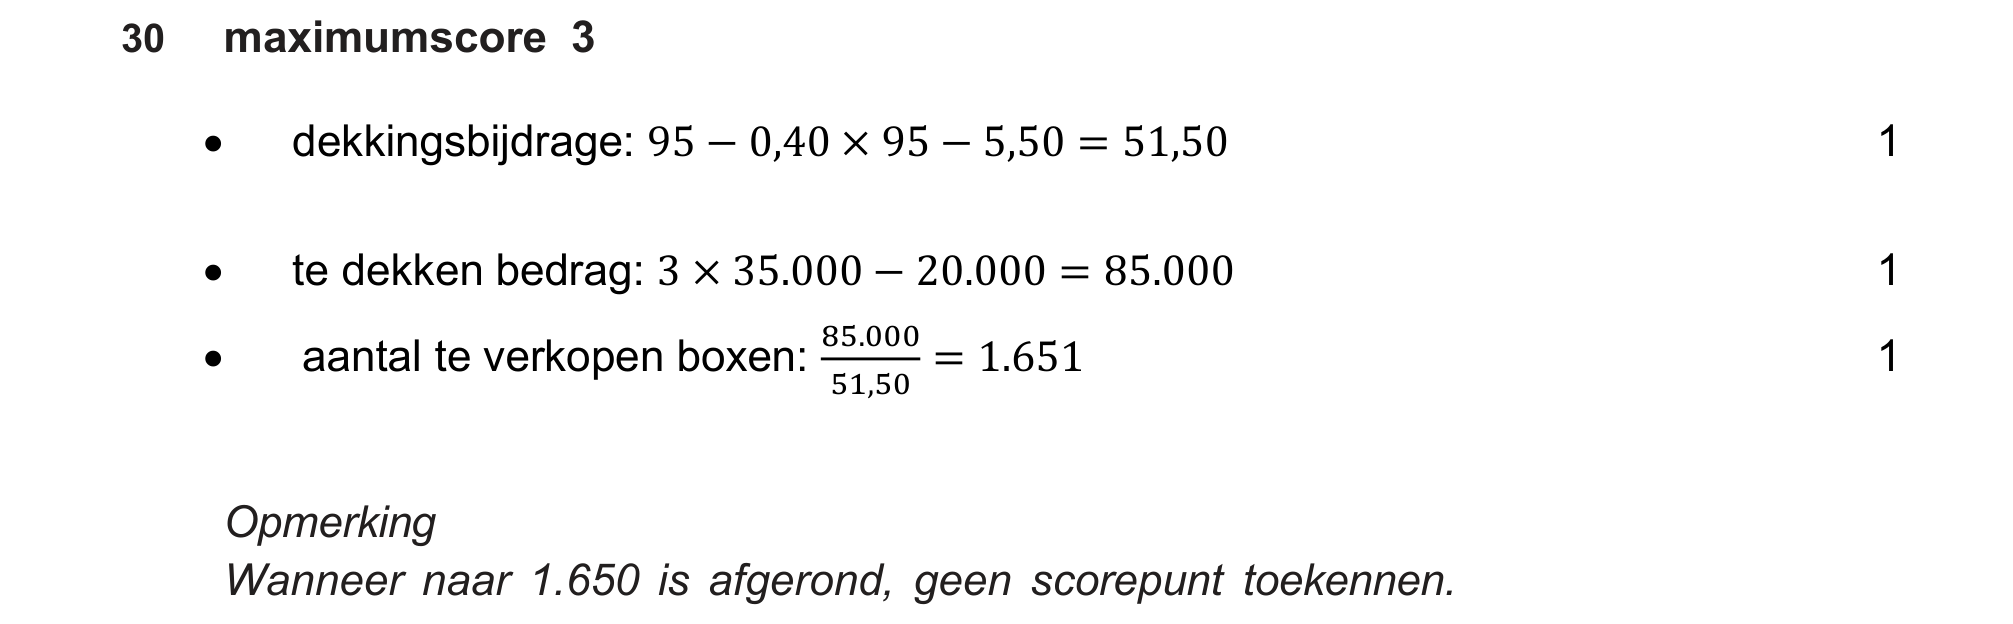 30 maximumscore 3
• dekkingsbijdrage: 95 − 0,40 × 95 − 5,50 = 51,50 1
• te dekken bedrag: 3 × 35.000 − 20.000 = 85.000 1
• aantal te verkopen boxen: 85.000/51,50 = 1.651 1
Opmerking
Wanneer naar 1.650 is afgerond, geen scorepunt toekennen.